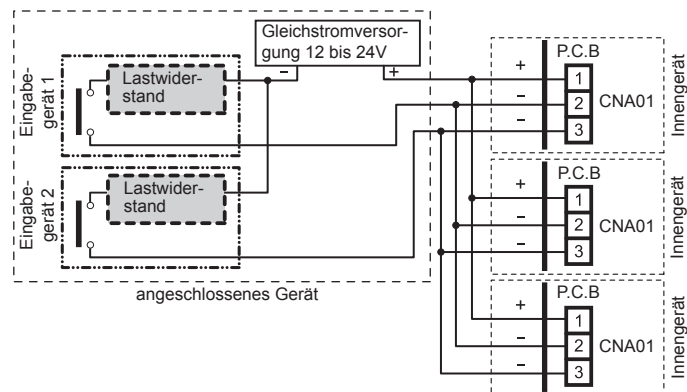 Gleichstromversor-
gung 12 bis 24V
−
+
Eingabe-
gerät 1
Lastwider-
stand
Eingabe-
gerät 2
Lastwider-
stand
angeschlossenes Gerät
P.C.B
+
1
−
2
CNA01
−
3
Innengerät
P.C.B
+
1
−
2
CNA01
−
3
Innengerät
P.C.B
+
1
−
2
CNA01
−
3
Innengerät